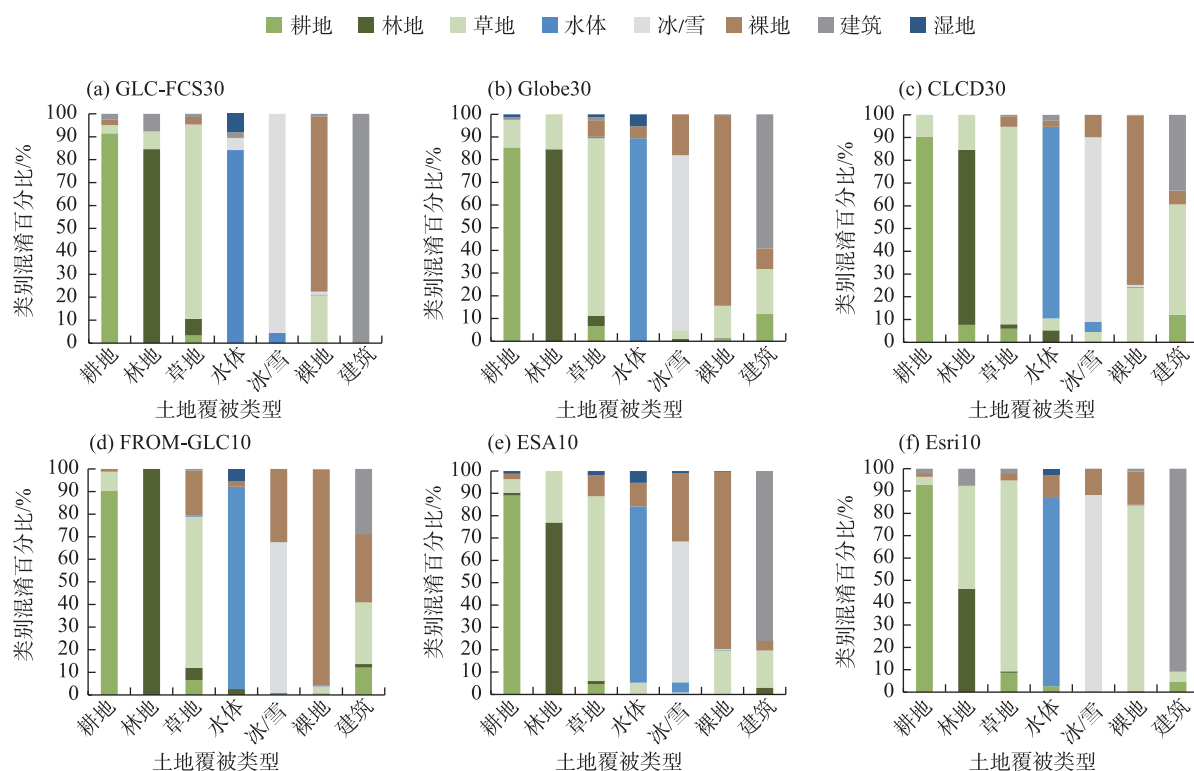 耕地 林地 草地 水体 冰/雪 裸地 建筑 湿地
(a) GLC-FCS30
类别混淆百分比/%
100
90
80
70
60
50
40
30
20
10
0
耕地 林地 草地 水体 冰/雪 裸地 建筑
土地覆被类型
(b) Globe30
类别混淆百分比/%
100
90
80
70
60
50
40
30
20
10
0
耕地 林地 草地 水体 冰/雪 裸地 建筑
土地覆被类型
(c) CLCD30
类别混淆百分比/%
100
90
80
70
60
50
40
30
20
10
0
耕地 林地 草地 水体 冰/雪 裸地 建筑
土地覆被类型
(d) FROM-GLC10
类别混淆百分比/%
100
90
80
70
60
50
40
30
20
10
0
耕地 林地 草地 水体 冰/雪 裸地 建筑
土地覆被类型
(e) ESA10
类别混淆百分比/%
100
90
80
70
60
50
40
30
20
10
0
耕地 林地 草地 水体 冰/雪 裸地 建筑
土地覆被类型
(f) Esri10
类别混淆百分比/%
100
90
80
70
60
50
40
30
20
10
0
耕地 林地 草地 水体 冰/雪 裸地 建筑
土地覆被类型